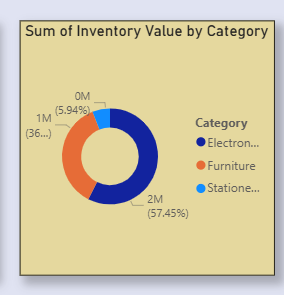 Sum of Inventory Value by Category
0M
(5.94%)
1M
(36...)
Category
Electron...
Furniture
Statione...
2M
(57.45%)